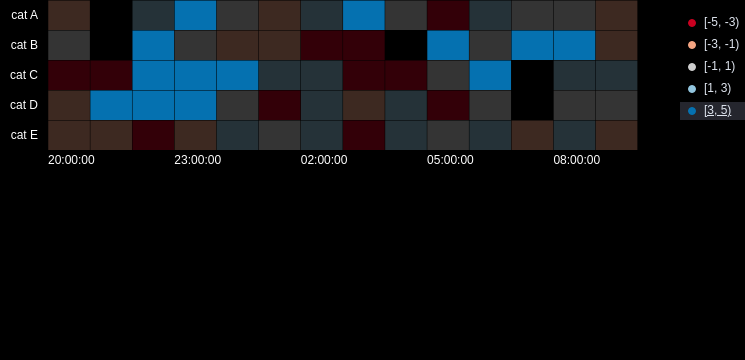 cat A
cat B
cat C
cat D
cat E
20:00:00 23:00:00 02:00:00 05:00:00 08:00:00
[-5, -3)
[-3, -1)
[-1, 1)
[1, 3)
[3, 5)